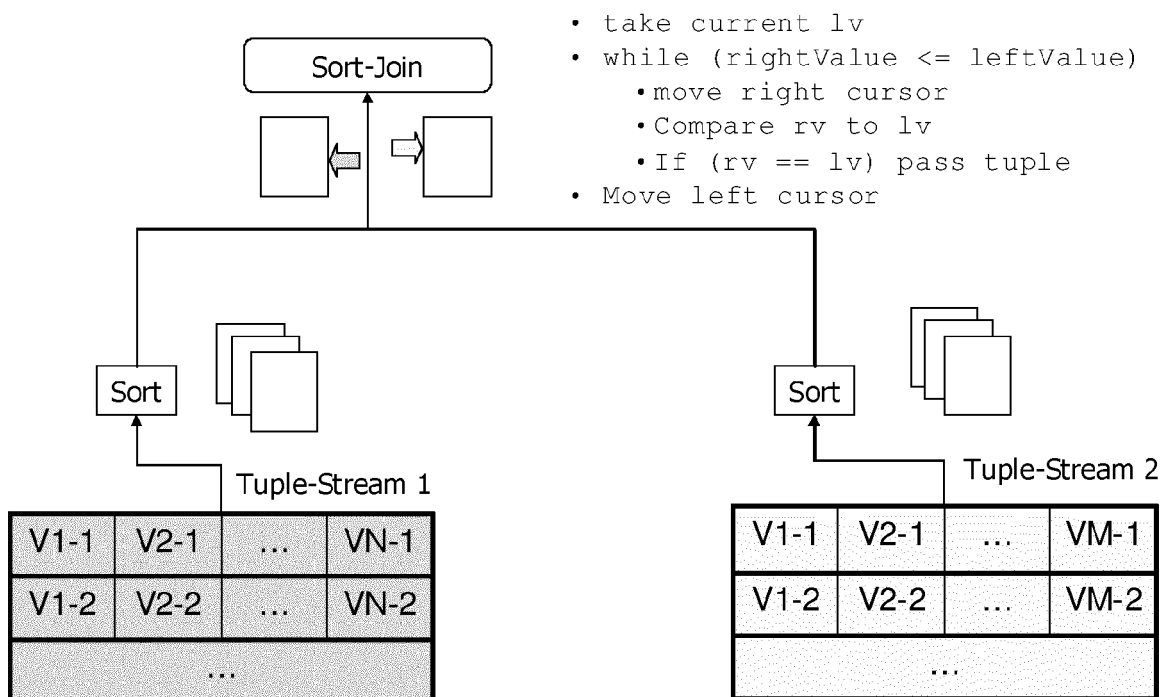 • take current lv
• while (rightValue <= leftValue)
• move right cursor
• Compare rv to lv
• If (rv == lv) pass tuple
• Move left cursor
Sort-Join
Sort
Sort
Tuple-Stream 1
Tuple-Stream 2
V1-1 V2-1 ... VN-1
V1-2 V2-2 ... VN-2
...
V1-1 V2-1 ... VM-1
V1-2 V2-2 ... VM-2
...